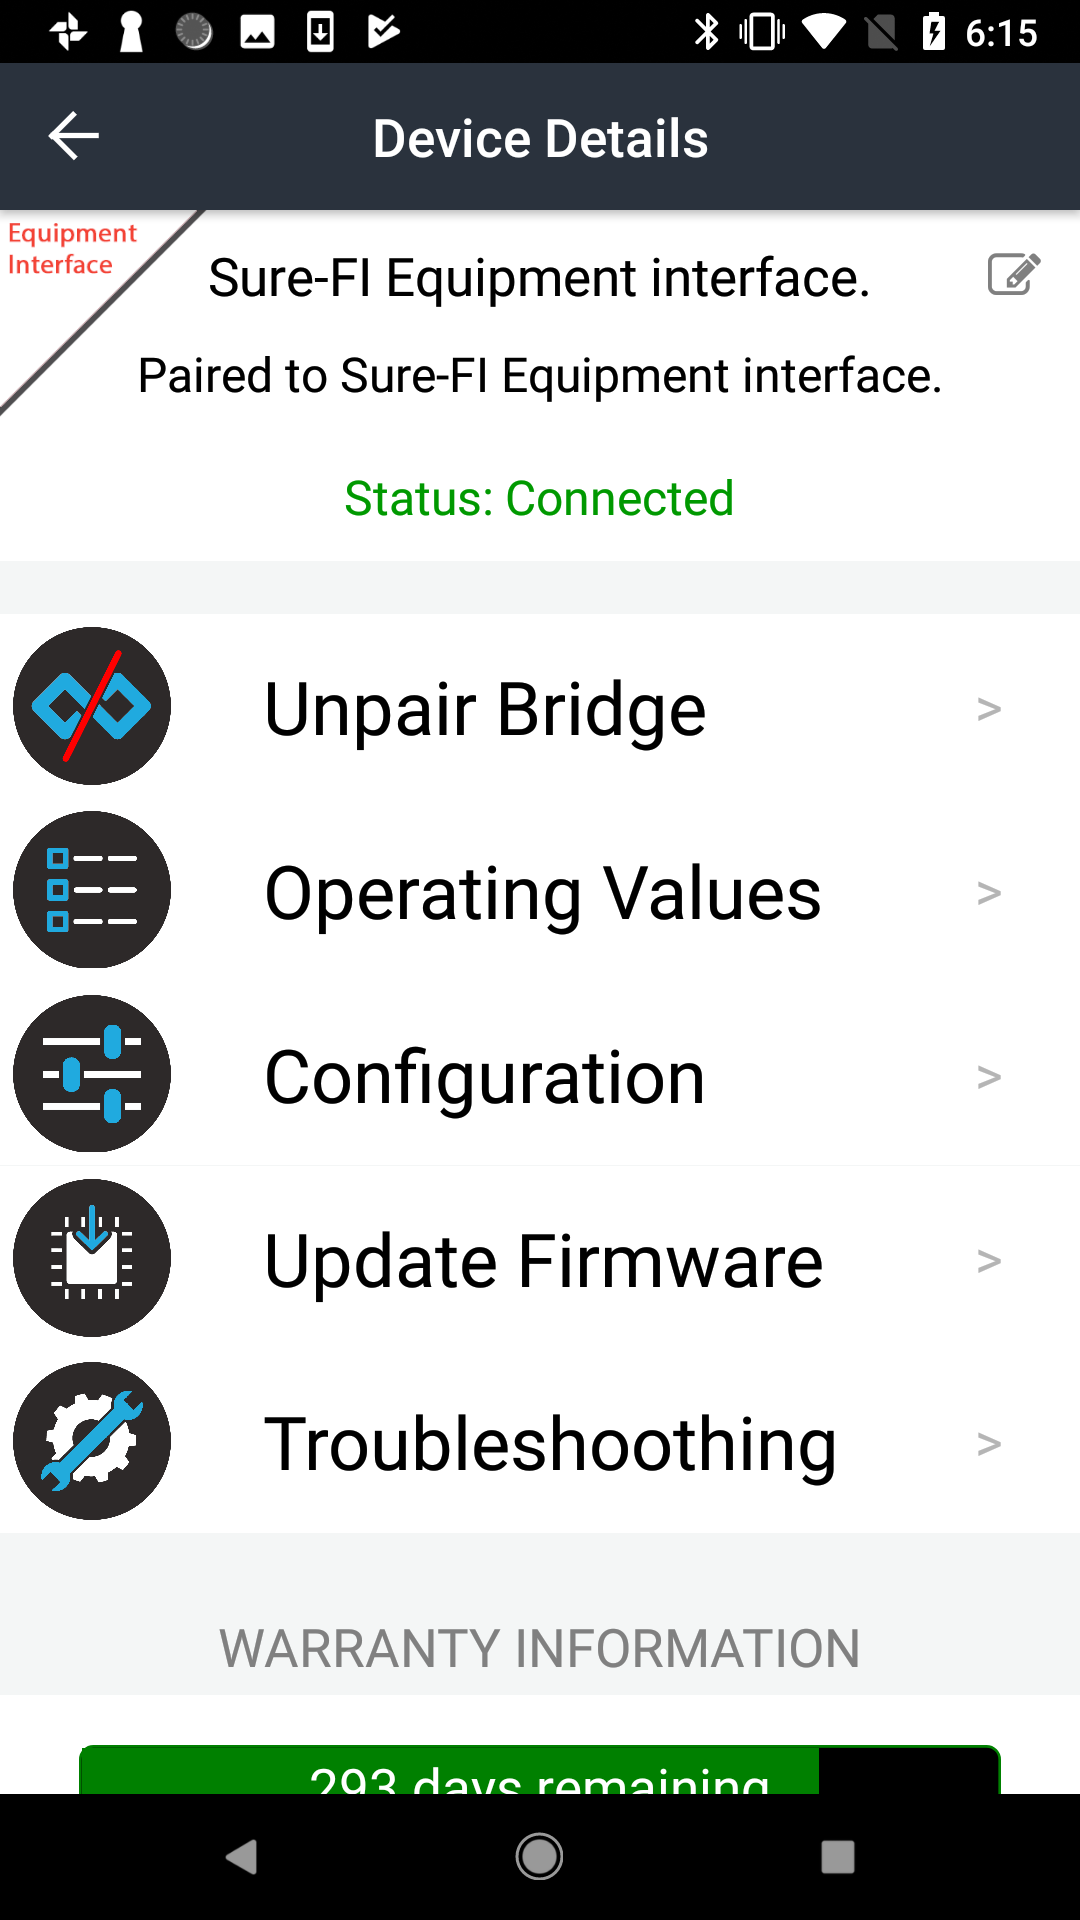 6:15
Device Details
Equipment
Interface
Sure-FI Equipment interface.
Paired to Sure-FI Equipment interface.
Status: Connected
Unpair Bridge >
Operating Values >
Configuration >
Update Firmware >
Troubleshoothing >
WARRANTY INFORMATION
293 days remaining